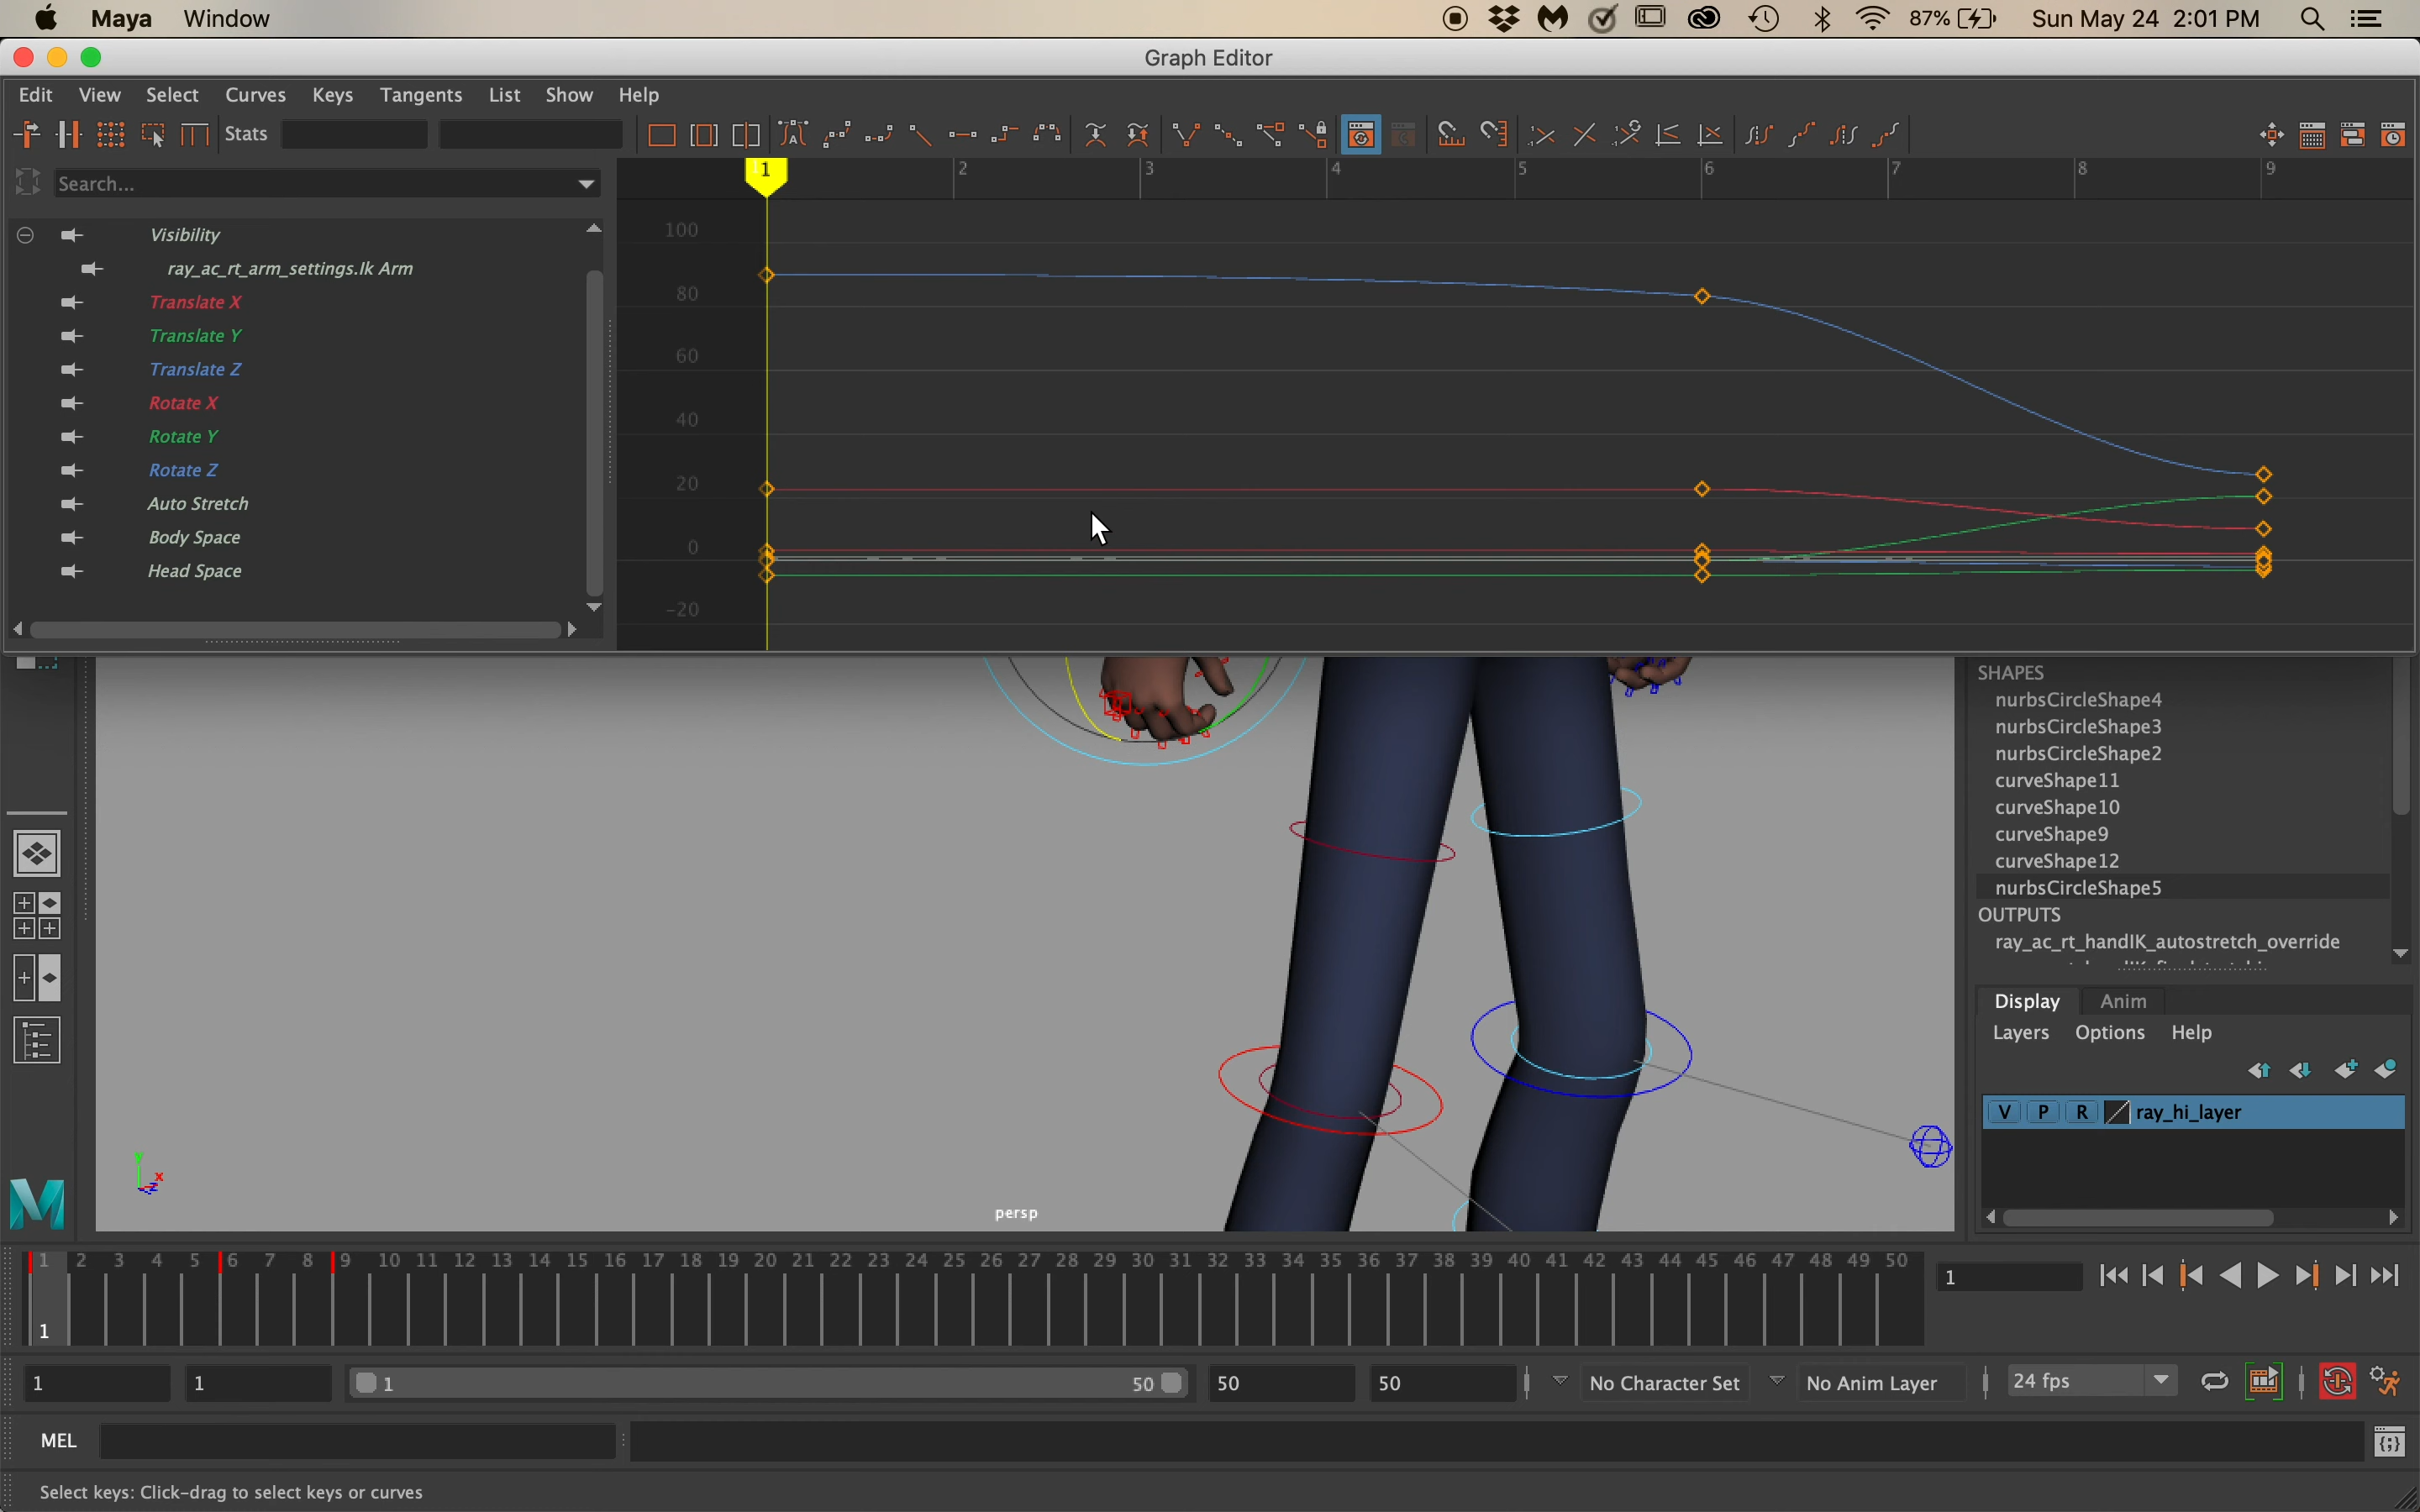 Maya Window 87% Sun May 24 2:01 PM
Graph Editor
Edit View Select Curves Keys Tangents List Show Help
Stats
Search...
1 2 3 4 5 6 7 8 9
100
80
60
40
20
0
-20
Visibility
ray_ac_rt_arm_settings.Ik Arm
Translate X
Translate Y
Translate Z
Rotate X
Rotate Y
Rotate Z
Auto Stretch
Body Space
Head Space
SHAPES
nurbsCircleShape4
nurbsCircleShape3
nurbsCircleShape2
curveShape11
curveShape10
curveShape9
curveShape12
nurbsCircleShape5
OUTPUTS
ray_ac_rt_handIK_autostretch_override
Display Anim
Layers Options Help
V P R ray_hi_layer
Y
x
z
persp
M
1 2 3 4 5 6 7 8 9 10 11 12 13 14 15 16 17 18 19 20 21 22 23 24 25 26 27 28 29 30 31 32 33 34 35 36 37 38 39 40 41 42 43 44 45 46 47 48 49 50
1
1
1 1 1 50 50 50 No Character Set No Anim Layer 24 fps
MEL
Select keys: Click-drag to select keys or curves